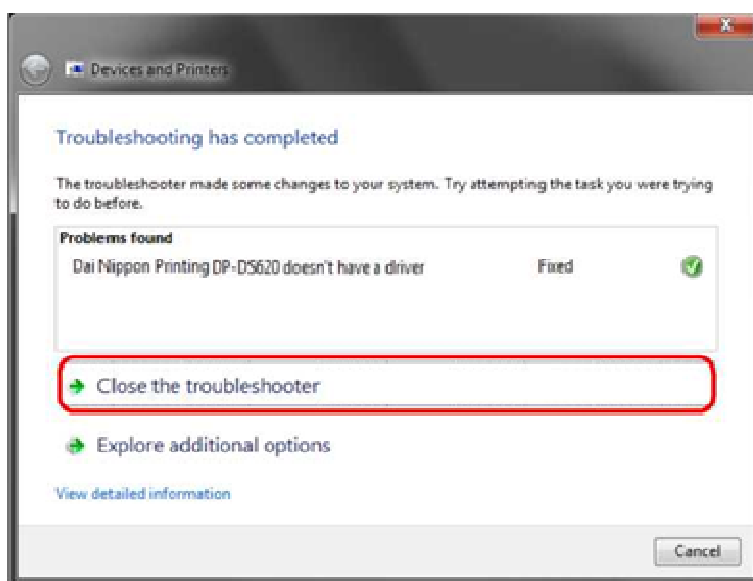 Devices and Printers
Troubleshooting has completed
The troubleshooter made some changes to your system. Try attempting the task you were trying
to do before.
Problems found
Dai Nippon Printing DP-DS620 doesn't have a driver Fixed
Close the troubleshooter
Explore additional options
View detailed information
Cancel